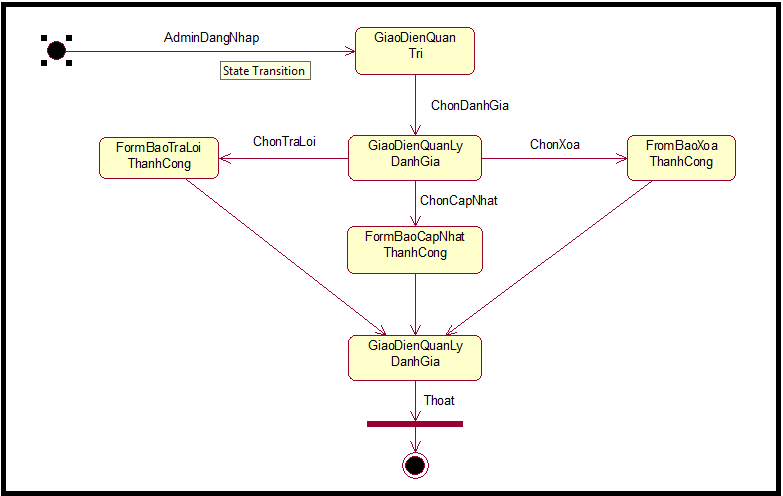 AdminDangNhap
State Transition
GiaoDienQuan
Tri
ChonDanhGia
FormBaoTraLoi
ThanhCong
ChonTraLoi
GiaoDienQuanLy
DanhGia
ChonXoa
FromBaoXoa
ThanhCong
ChonCapNhat
FormBaoCapNhat
ThanhCong
GiaoDienQuanLy
DanhGia
Thoat